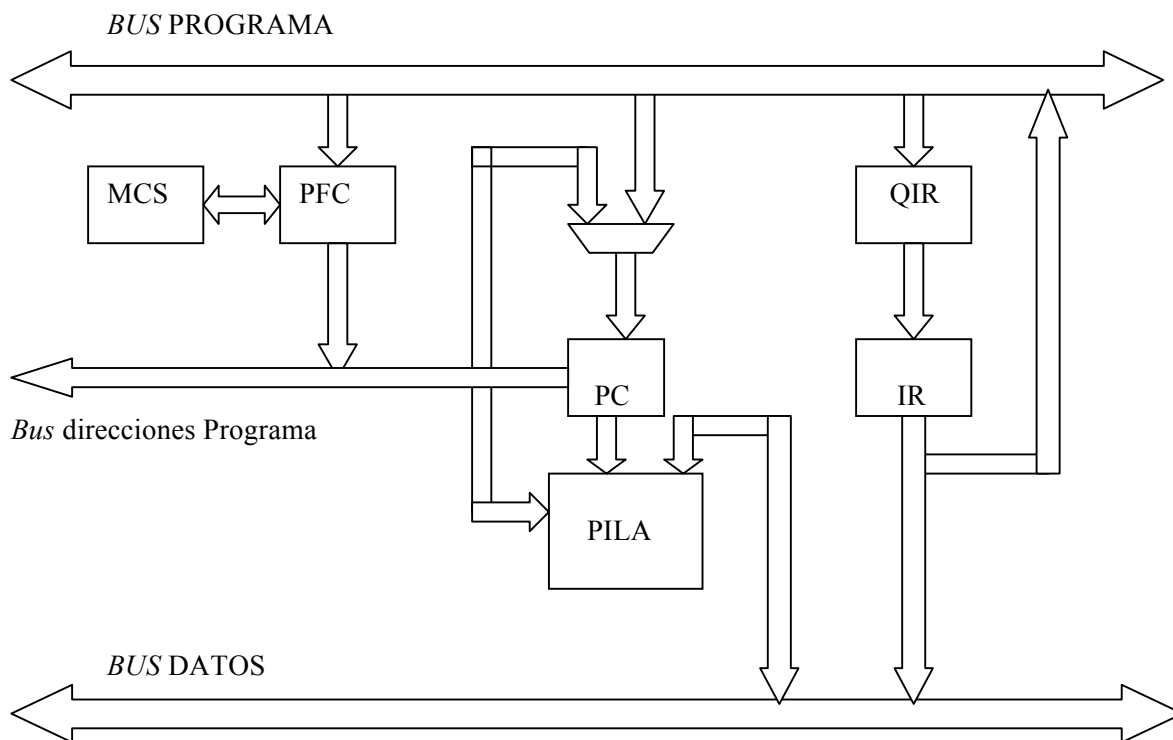 BUS PROGRAMA
MCS
PFC
QIR
PC
IR
Bus direcciones Programa
PILA
BUS DATOS